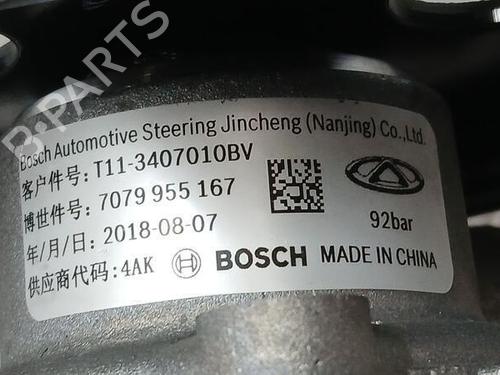 B-PARTS
Bosch Automotive Steering Jincheng (Nanjing) Co.,Ltd.
客户件号: T11-3407010BV
博世件号: 7079 955 167
年/月/日: 2018-08-07
92bar
供应商代码: 4AK BOSCH MADE IN CHINA